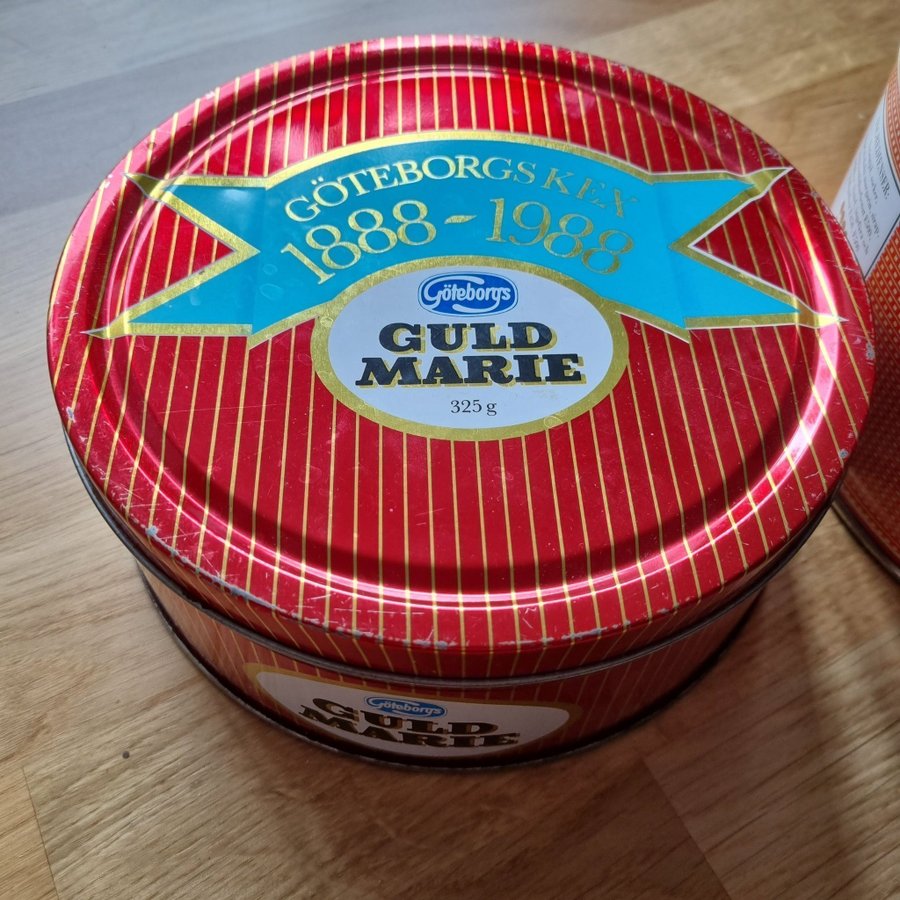 GÖTEBORGS KEX
1888-1988
Göteborgs
GULD
MARIE
325 g
Göteborgs
GULD
MARIE